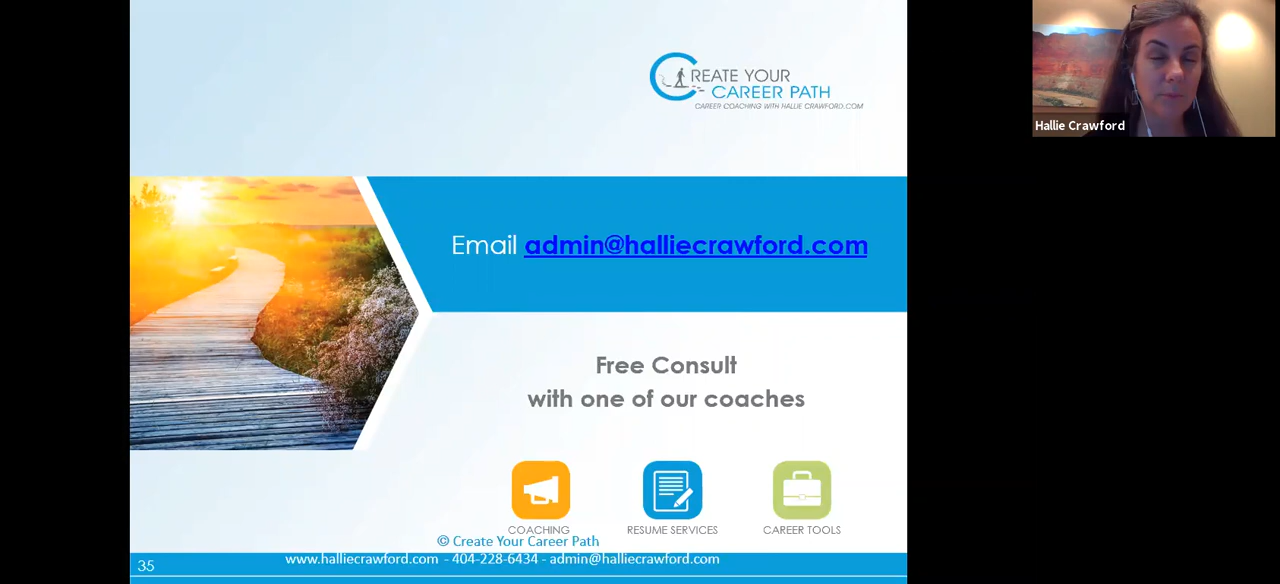 CREATE YOUR
CAREER PATH
CAREER COACHING WITH HALLIE CRAWFORD.COM
Hallie Crawford
Email admin@halliecrawford.com
Free Consult
with one of our coaches
COACHING
RESUME SERVICES
CAREER TOOLS
© Create Your Career Path
www.halliecrawford.com - 404-228-6434 - admin@halliecrawford.com
35